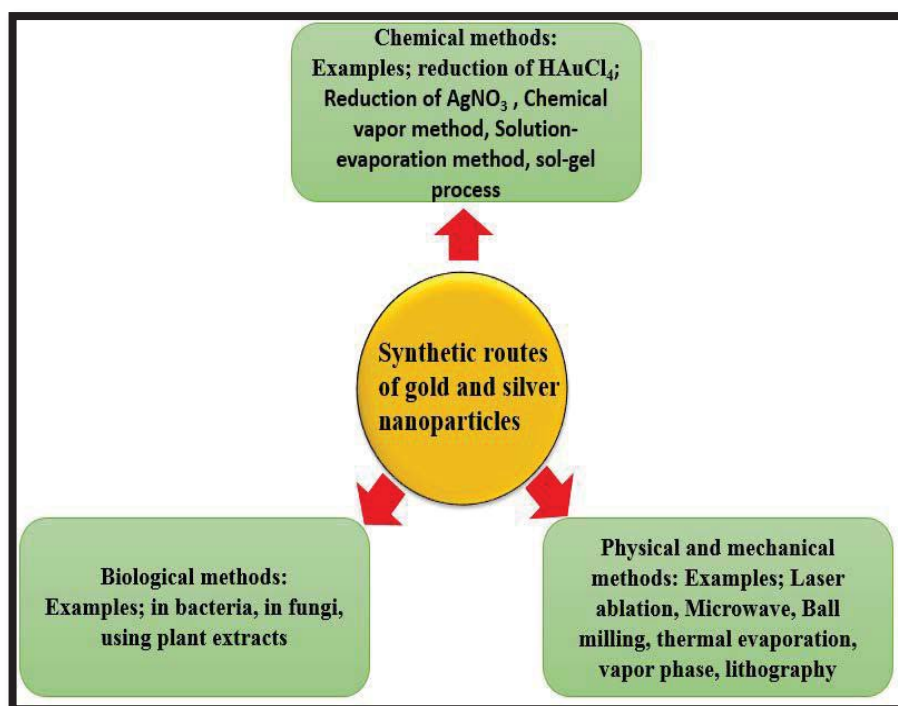 Chemical methods:
Examples; reduction of HAuCl₄;
Reduction of AgNO₃ , Chemical
vapor method, Solution-
evaporation method, sol-gel
process
Synthetic routes
of gold and silver
nanoparticles
Biological methods:
Examples; in bacteria, in fungi,
using plant extracts
Physical and mechanical
methods: Examples; Laser
ablation, Microwave, Ball
milling, thermal evaporation,
vapor phase, lithography